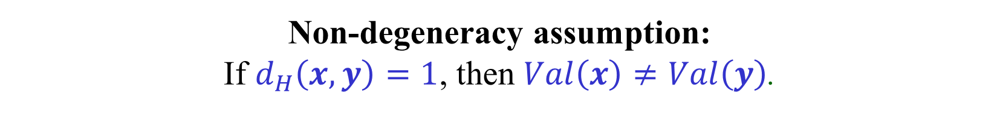 Non-degeneracy assumption:
If d_H(x, y) = 1, then Val(x) ≠ Val(y).